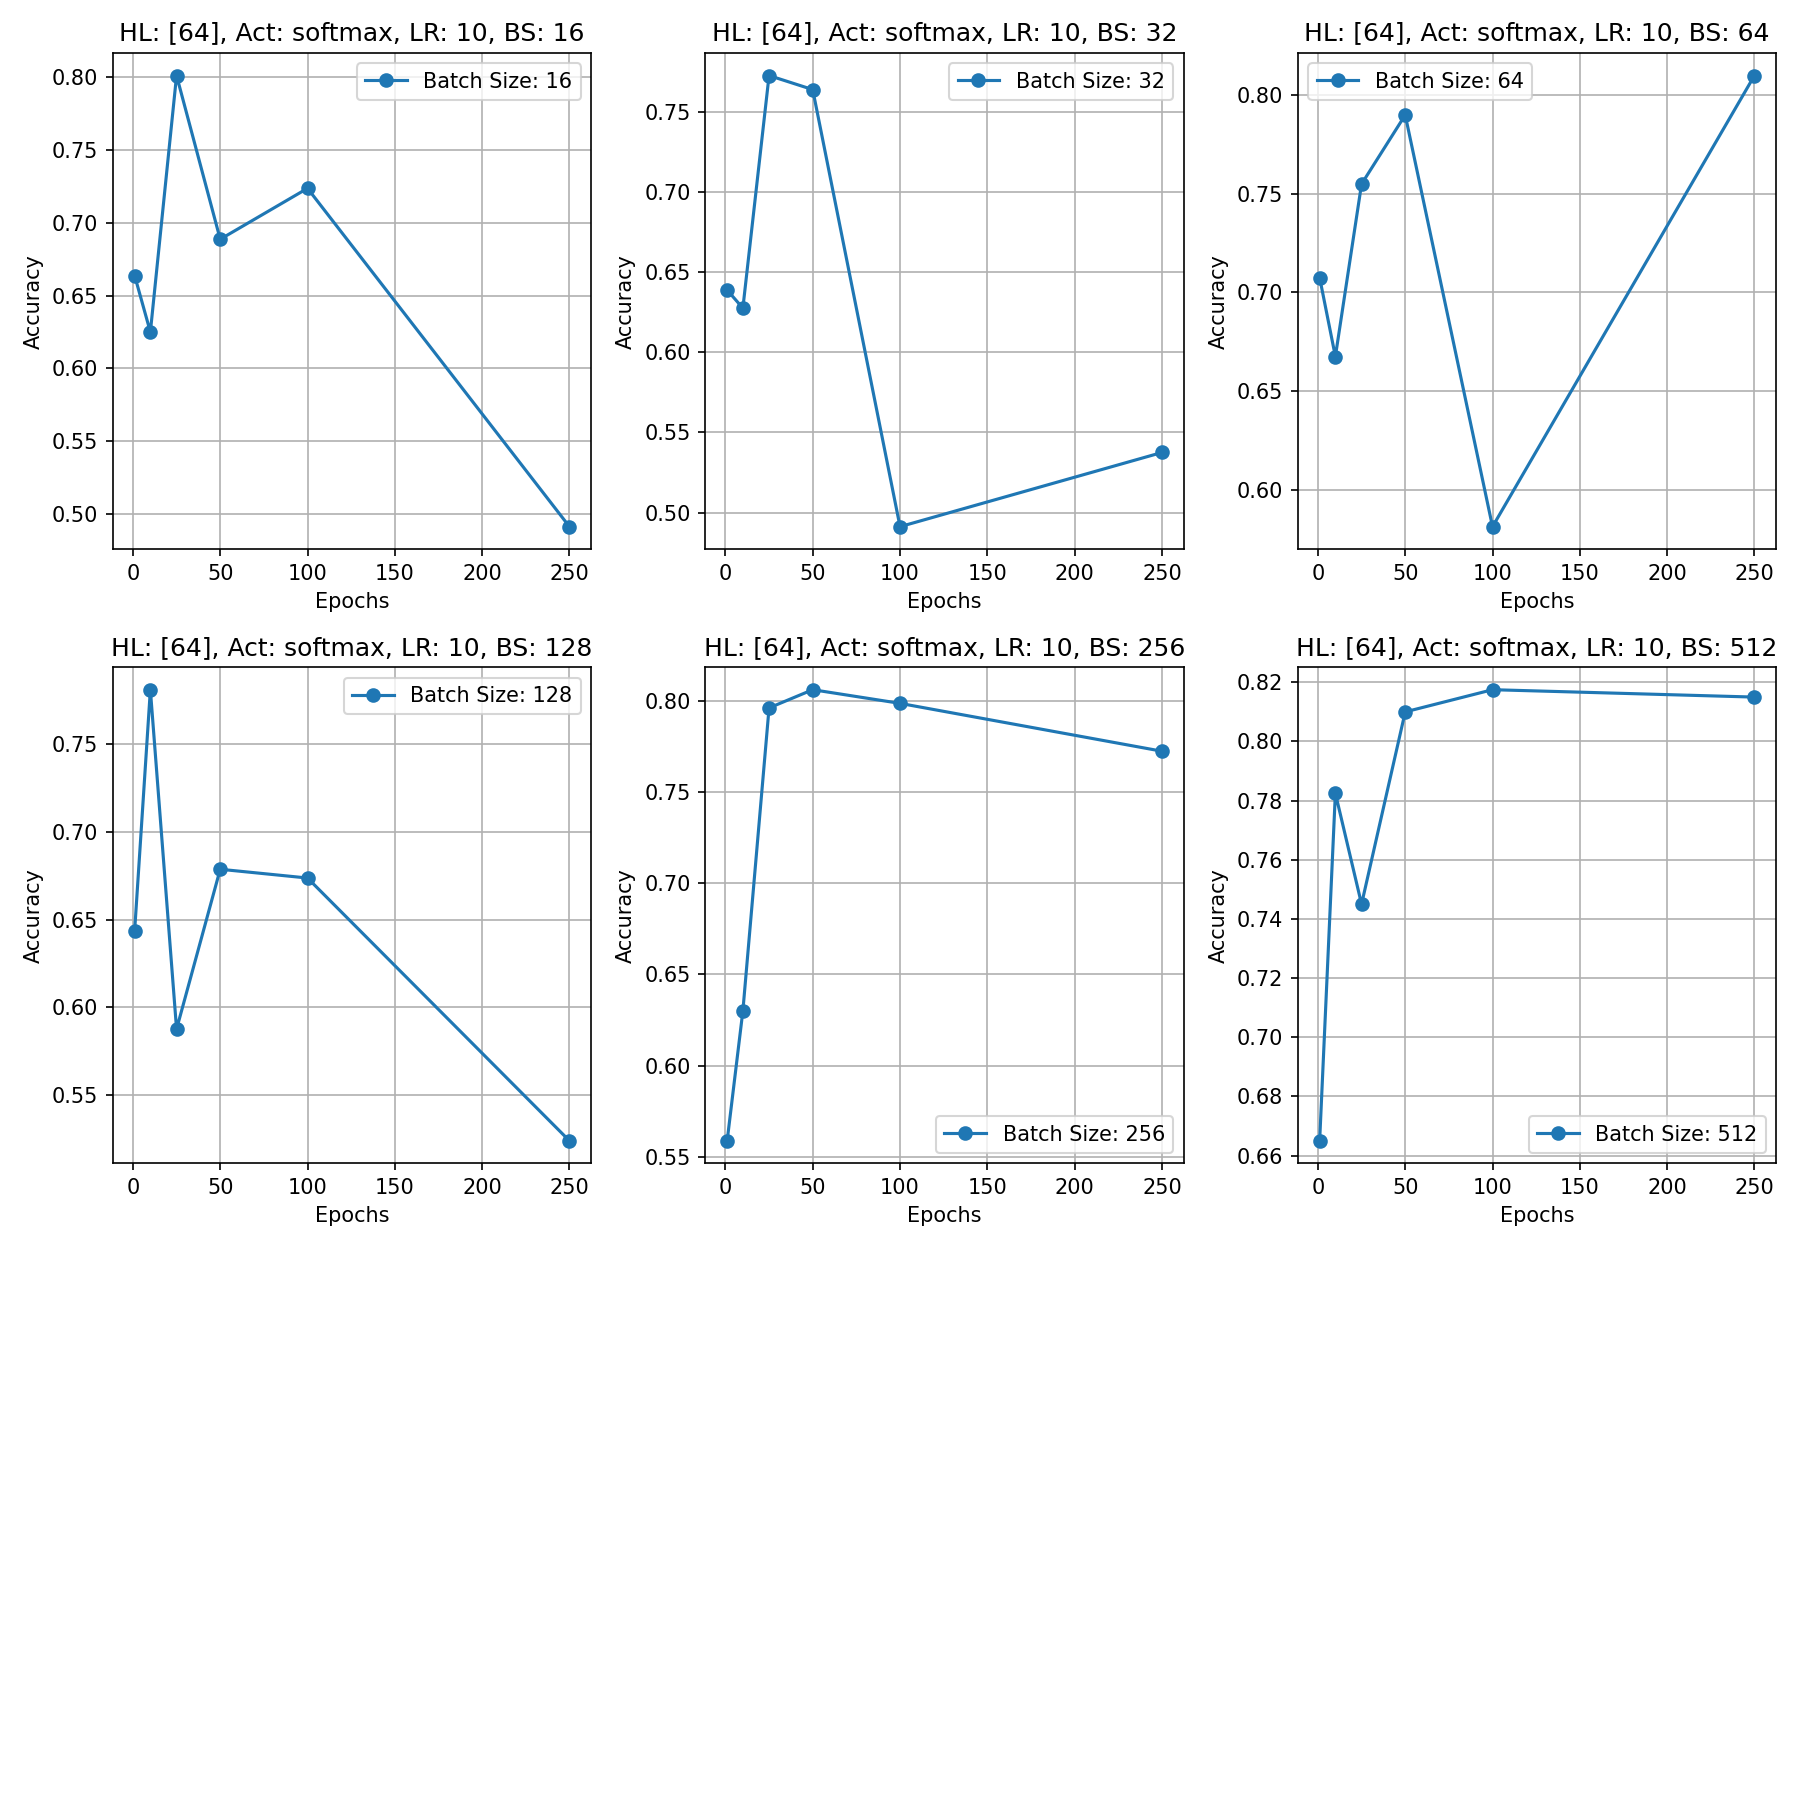 HL: [64], Act: softmax, LR: 10, BS: 16
Batch Size: 16
Accuracy
0.80
0.75
0.70
0.65
0.60
0.55
0.50
0 50 100 150 200 250
Epochs
HL: [64], Act: softmax, LR: 10, BS: 32
Batch Size: 32
Accuracy
0.75
0.70
0.65
0.60
0.55
0.50
0 50 100 150 200 250
Epochs
HL: [64], Act: softmax, LR: 10, BS: 64
Batch Size: 64
Accuracy
0.80
0.75
0.70
0.65
0.60
0 50 100 150 200 250
Epochs
HL: [64], Act: softmax, LR: 10, BS: 128
Batch Size: 128
Accuracy
0.75
0.70
0.65
0.60
0.55
0 50 100 150 200 250
Epochs
HL: [64], Act: softmax, LR: 10, BS: 256
Accuracy
0.80
0.75
0.70
0.65
0.60
0.55
Batch Size: 256
0 50 100 150 200 250
Epochs
HL: [64], Act: softmax, LR: 10, BS: 512
Accuracy
0.82
0.80
0.78
0.76
0.74
0.72
0.70
0.68
0.66
Batch Size: 512
0 50 100 150 200 250
Epochs